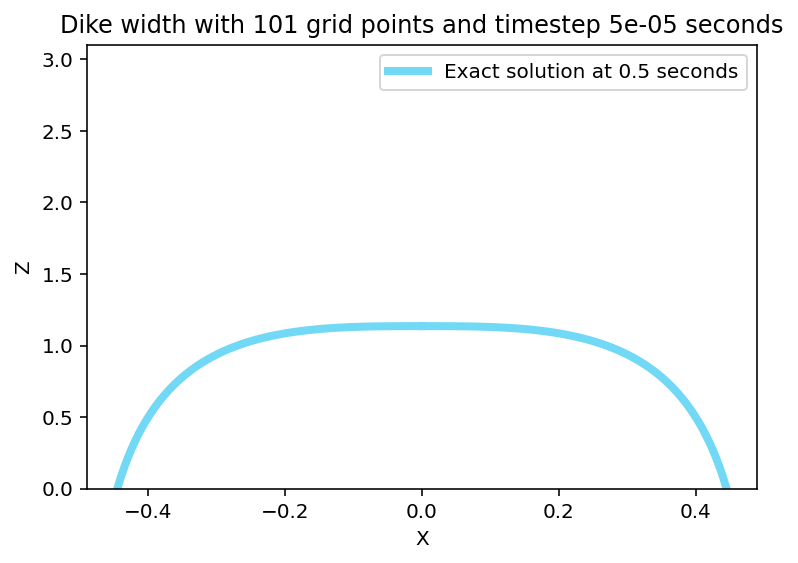 Dike width with 101 grid points and timestep 5e-05 seconds
Exact solution at 0.5 seconds
3.0
2.5
2.0
1.5
1.0
0.5
0.0
Z
−0.4 −0.2 0.0 0.2 0.4
X